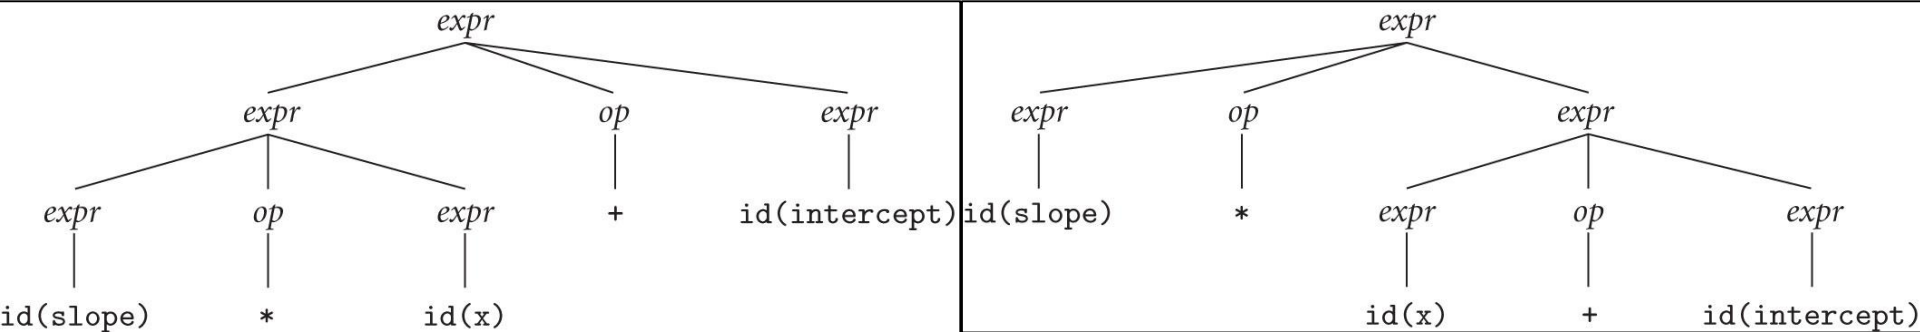 expr expr
expr op expr expr op expr
expr op expr + id(intercept) id(slope) * expr op expr
id(slope) * id(x) id(x) + id(intercept)